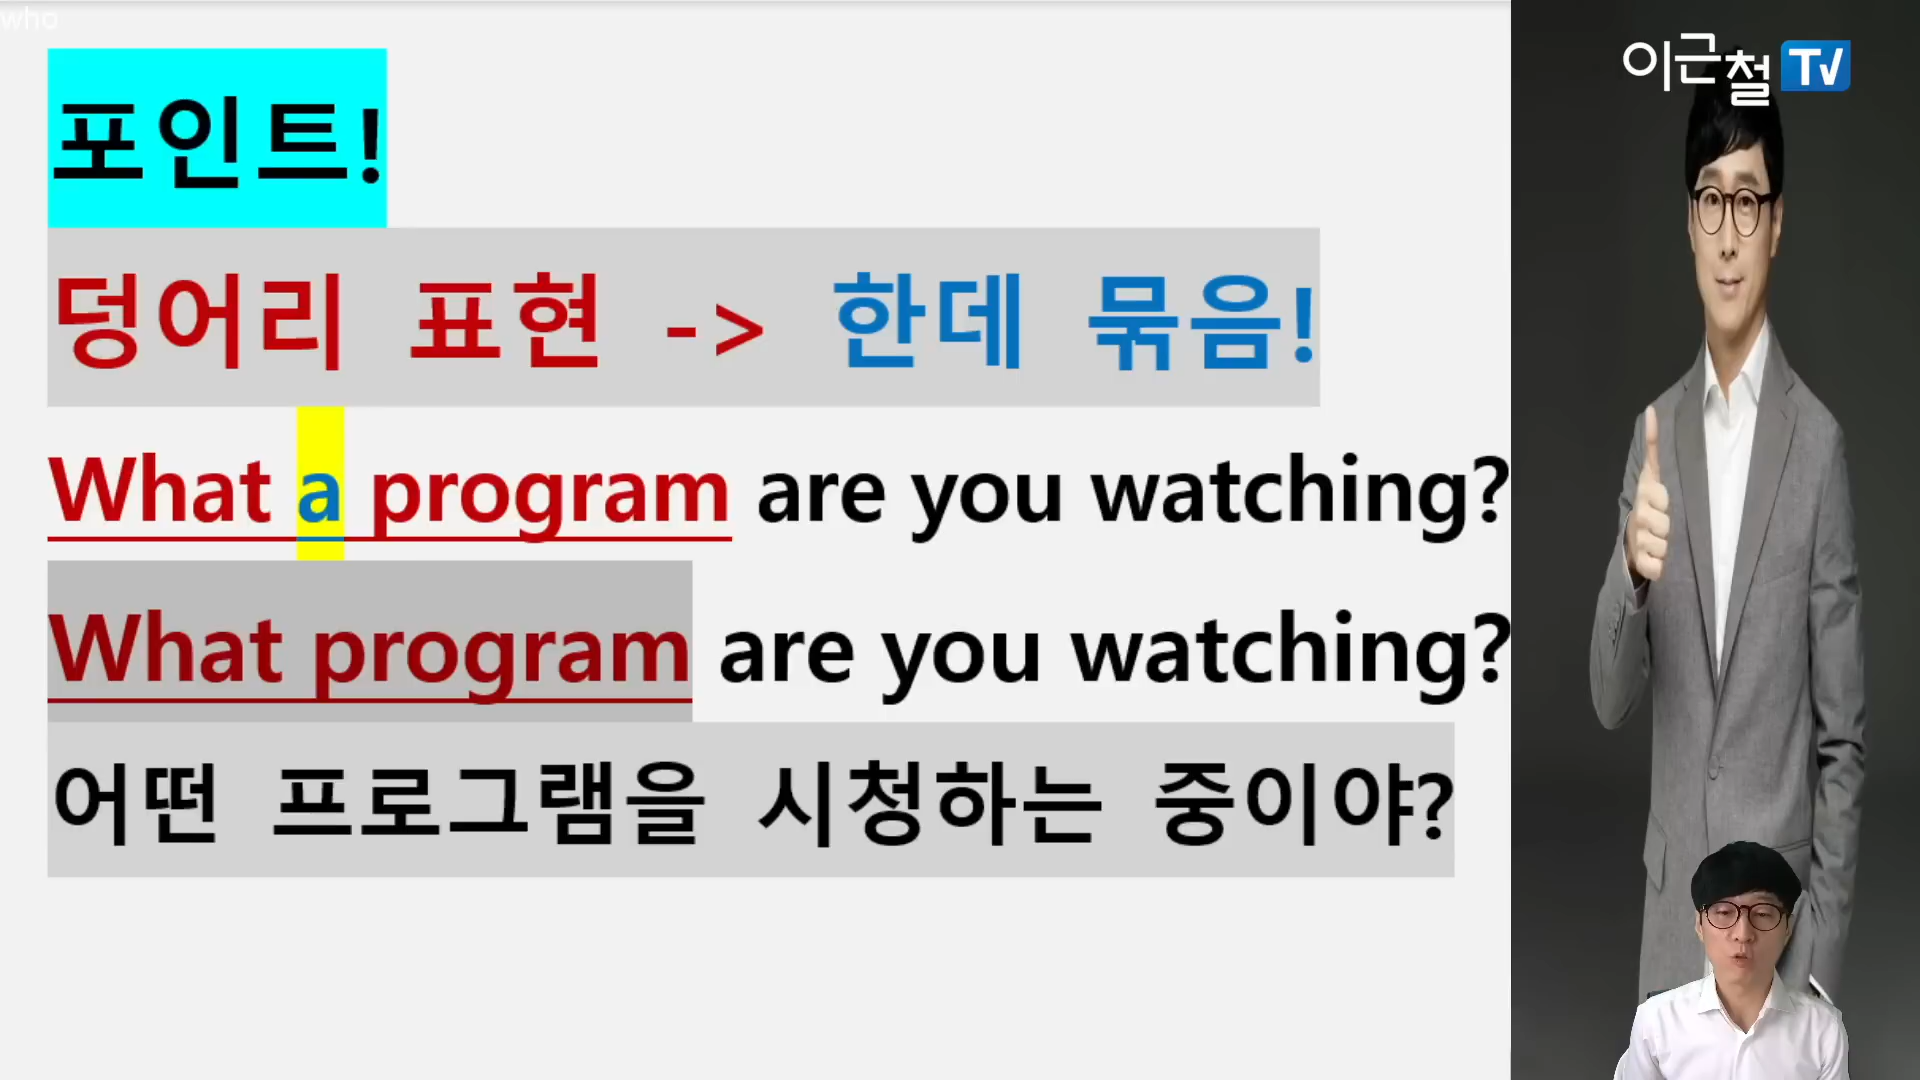 who
이근철 TV
포인트!
덩어리 표현 -> 한데 묶음!
What a program are you watching?
What program are you watching?
어떤 프로그램을 시청하는 중이야?